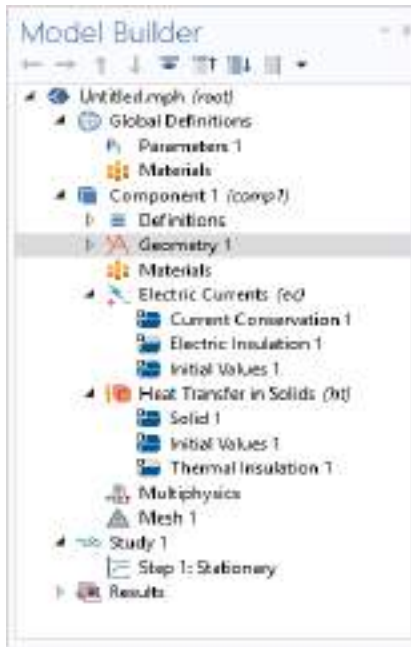 Model Builder
Untitled.mph (root)
Global Definitions
Pi Parameters 1
Materials
Component 1 (comp1)
Definitions
Geometry 1
Materials
Electric Currents (ec)
Current Conservation 1
Electric Insulation 1
Initial Values 1
Heat Transfer in Solids (ht)
Solid 1
Initial Values 1
Thermal Insulation 1
Multiphysics
Mesh 1
Study 1
Step 1: Stationary
Results